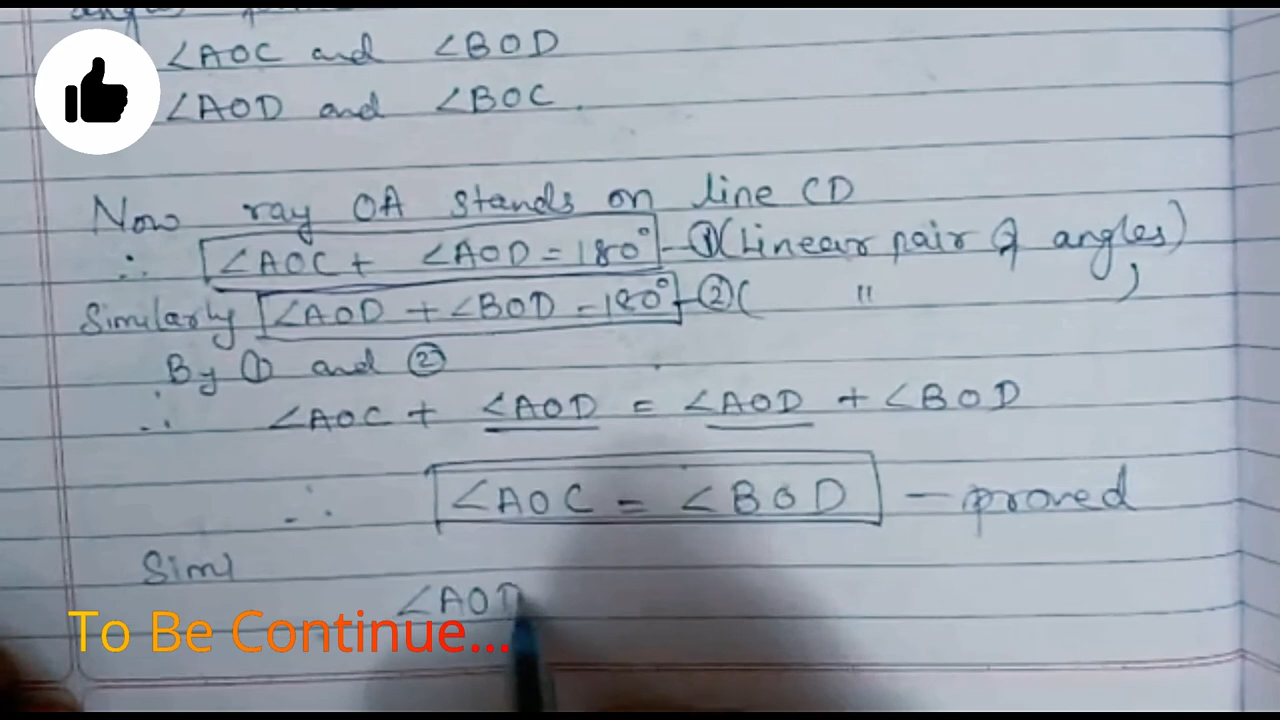 ∠AOC and ∠BOD
∠AOD and ∠BOC.
Now ray OA stands on line CD
∴ ∠AOC + ∠AOD = 180° - ① (Linear pair of angles)
Similarly ∠AOD + ∠BOD = 180° - ② ( " )
By ① and ②
∴ ∠AOC + ∠AOD = ∠AOD + ∠BOD
∴ ∠AOC = ∠BOD - proved
Siml
∠AOD
To Be Continue...